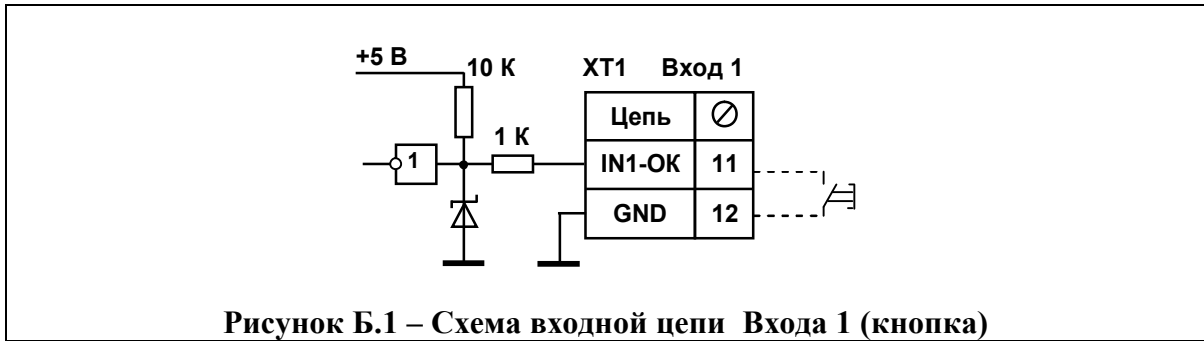 +5 В
10 К
XT1 Вход 1
Цепь
1 К
1
IN1-ОК 11
GND 12
Рисунок Б.1 – Схема входной цепи Входа 1 (кнопка)